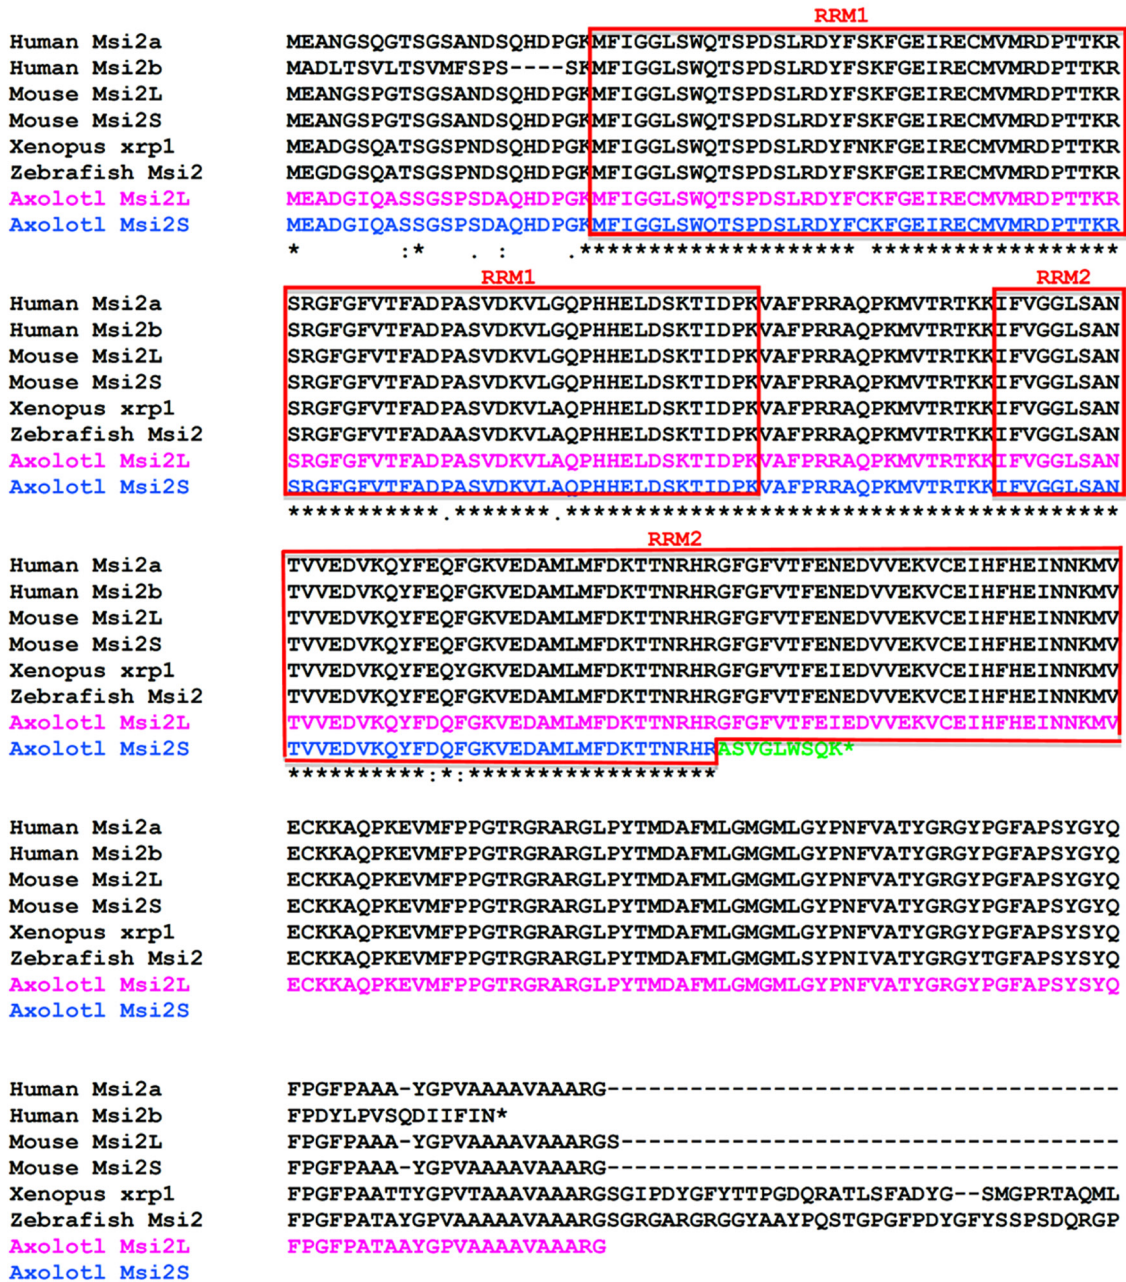 RRM1
Human Msi2a MEANGSQGTSGSANDSQHDPGKMFIGGLSWQTSPDSLRDYFSKFGEIRECMVMRDPTTKR
Human Msi2b MADLTSVLTSVMFSPS----SKMFIGGLSWQTSPDSLRDYFSKFGEIRECMVMRDPTTKR
Mouse Msi2L MEANGSPGTSGSANDSQHDPGKMFIGGLSWQTSPDSLRDYFSKFGEIRECMVMRDPTTKR
Mouse Msi2S MEANGSPGTSGSANDSQHDPGKMFIGGLSWQTSPDSLRDYFSKFGEIRECMVMRDPTTKR
Xenopus xrp1 MEADGSQATSGSPNDSQHDPGKMFIGGLSWQTSPDSLRDYFNKFGEIRECMVMRDPTTKR
Zebrafish Msi2 MEGDGSQATSGSPNDSQHDPGKMFIGGLSWQTSPDSLRDYFSKFGEIRECMVMRDPTTKR
Axolotl Msi2L MEADGIQASSGSPSDAQHDPGKMFIGGLSWQTSPDSLRDYFCKFGEIRECMVMRDPTTKR
Axolotl Msi2S MEADGIQASSGSPSDAQHDPGKMFIGGLSWQTSPDSLRDYFCKFGEIRECMVMRDPTTKR
* :* . : .******************** ******************
RRM1 RRM2
Human Msi2a SRGFGFVTFADPASVDKVLGQPHHELDSKTIDPKVAFPRRAQPKMVTRTKKIFVGGLSAN
Human Msi2b SRGFGFVTFADPASVDKVLGQPHHELDSKTIDPKVAFPRRAQPKMVTRTKKIFVGGLSAN
Mouse Msi2L SRGFGFVTFADPASVDKVLGQPHHELDSKTIDPKVAFPRRAQPKMVTRTKKIFVGGLSAN
Mouse Msi2S SRGFGFVTFADPASVDKVLGQPHHELDSKTIDPKVAFPRRAQPKMVTRTKKIFVGGLSAN
Xenopus xrp1 SRGFGFVTFADPASVDKVLAQPHHELDSKTIDPKVAFPRRAQPKMVTRTKKIFVGGLSAN
Zebrafish Msi2 SRGFGFVTFADAASVDKVLAQPHHELDSKTIDPKVAFPRRAQPKMVTRTKKIFVGGLSAN
Axolotl Msi2L SRGFGFVTFADPASVDKVLAQPHHELDSKTIDPKVAFPRRAQPKMVTRTKKIFVGGLSAN
Axolotl Msi2S SRGFGFVTFADPASVDKVLAQPHHELDSKTIDPKVAFPRRAQPKMVTRTKKIFVGGLSAN
***********.*******.****************************************
RRM2
Human Msi2a TVVEDVKQYFEQFGKVEDAMLMFDKTTNRHRGFGFVTFENEDVVEKVCEIHFHEINNKMV
Human Msi2b TVVEDVKQYFEQFGKVEDAMLMFDKTTNRHRGFGFVTFENEDVVEKVCEIHFHEINNKMV
Mouse Msi2L TVVEDVKQYFEQFGKVEDAMLMFDKTTNRHRGFGFVTFENEDVVEKVCEIHFHEINNKMV
Mouse Msi2S TVVEDVKQYFEQFGKVEDAMLMFDKTTNRHRGFGFVTFENEDVVEKVCEIHFHEINNKMV
Xenopus xrp1 TVVEDVKQYFEQYGKVEDAMLMFDKTTNRHRGFGFVTFEIEDVVEKVCEIHFHEINNKMV
Zebrafish Msi2 TVVEDVKQYFEQFGKVEDAMLMFDKTTNRHRGFGFVTFENEDVVEKVCEIHFHEINNKMV
Axolotl Msi2L TVVEDVKQYFDQFGKVEDAMLMFDKTTNRHRGFGFVTFEIEDVVEKVCEIHFHEINNKMV
Axolotl Msi2S TVVEDVKQYFDQFGKVEDAMLMFDKTTNRHRASVGLWSQK*
**********:*:******************
Human Msi2a ECKKAQPKEVMFPPGTRGRARGLPYTMDAFMLGMGMLGYPNFVATYGRGYPGFAPSYGYQ
Human Msi2b ECKKAQPKEVMFPPGTRGRARGLPYTMDAFMLGMGMLGYPNFVATYGRGYPGFAPSYGYQ
Mouse Msi2L ECKKAQPKEVMFPPGTRGRARGLPYTMDAFMLGMGMLGYPNFVATYGRGYPGFAPSYGYQ
Mouse Msi2S ECKKAQPKEVMFPPGTRGRARGLPYTMDAFMLGMGMLGYPNFVATYGRGYPGFAPSYGYQ
Xenopus xrp1 ECKKAQPKEVMFPPGTRGRARGLPYTMDAFMLGMGMLGYPNFVATYGRGYPGFAPSYSYQ
Zebrafish Msi2 ECKKAQPKEVMFPPGTRGRARGLPYTMDAFMLGMGMLSYPNIVATYGRGYTGFAPSYSYQ
Axolotl Msi2L ECKKAQPKEVMFPPGTRGRARGLPYTMDAFMLGMGMLGYPNFVATYGRGYPGFAPSYSYQ
Axolotl Msi2S
Human Msi2a FPGFPAAA-YGPVAAAAVAAARG-------------------------------------
Human Msi2b FPDYLPVSQDIIFIN*
Mouse Msi2L FPGFPAAA-YGPVAAAAVAAARGS------------------------------------
Mouse Msi2S FPGFPAAA-YGPVAAAAVAAARG-------------------------------------
Xenopus xrp1 FPGFPAATTYGPVTAAAVAAARGSGIPDYGFYTTPGDQRATLSFADYG--SMGPRTAQML
Zebrafish Msi2 FPGFPATAYGPVAAAAAVAAARGSGRGARGRGGYAAYPQSTGPGFPDYGFYSSPSDQRGP
Axolotl Msi2L FPGFPATAAYGPVAAAAVAAARG
Axolotl Msi2S